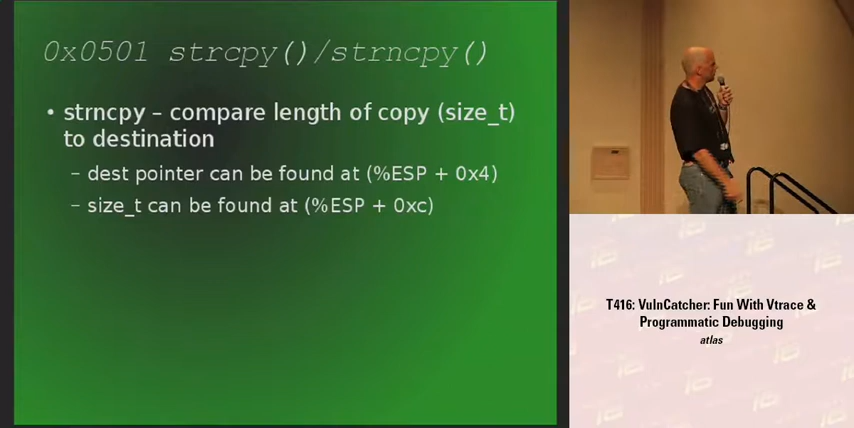 0x0501 strcpy()/strncpy()
• strncpy – compare length of copy (size_t)
to destination
– dest pointer can be found at (%ESP + 0x4)
– size_t can be found at (%ESP + 0xc)
T416: VulnCatcher: Fun With Vtrace &
Programmatic Debugging
atlas